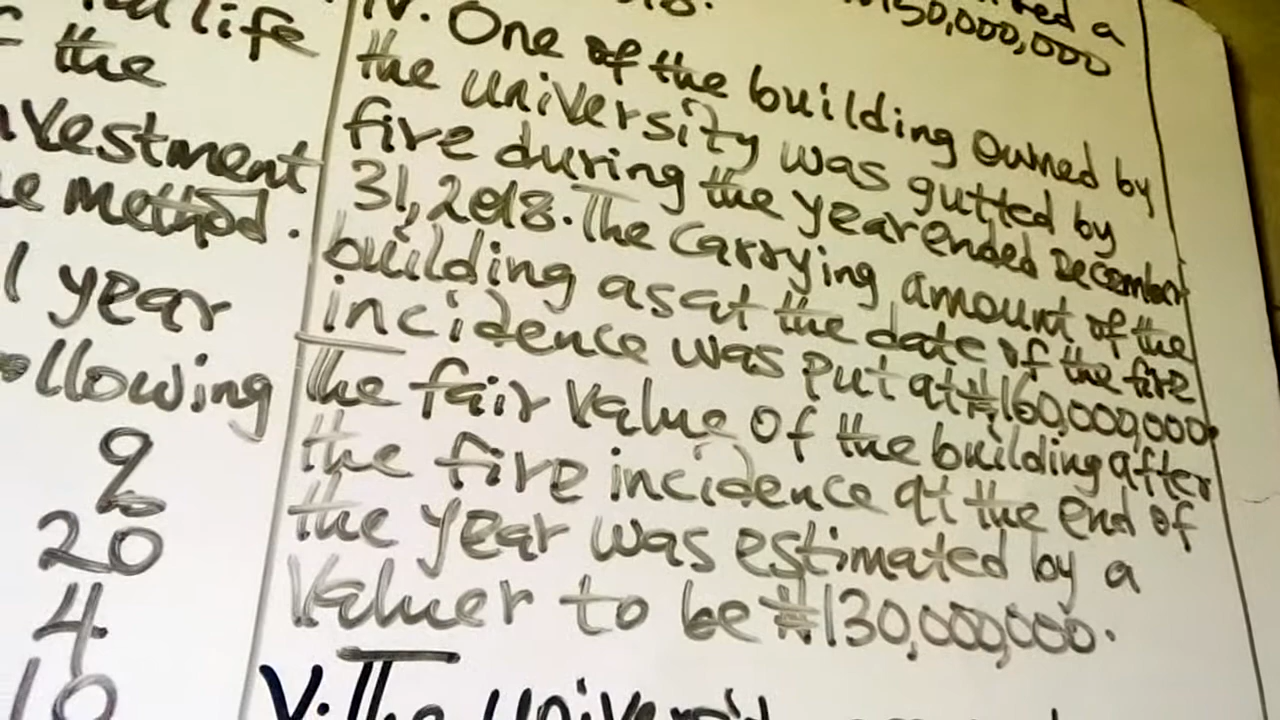 life
the
vestment
Method.
year
llowing
2
20
4
10
150,000,000
a
iv. One of the building owned by
the university was gutted by
fire during the year ended December
31, 2018. The carrying amount of the
building as at the date of the fire
incidence was put at ₦160,000,000.
The fair value of the building after
the fire incidence at the end of
the year was estimated by a
valuer to be ₦130,000,000.
V. The